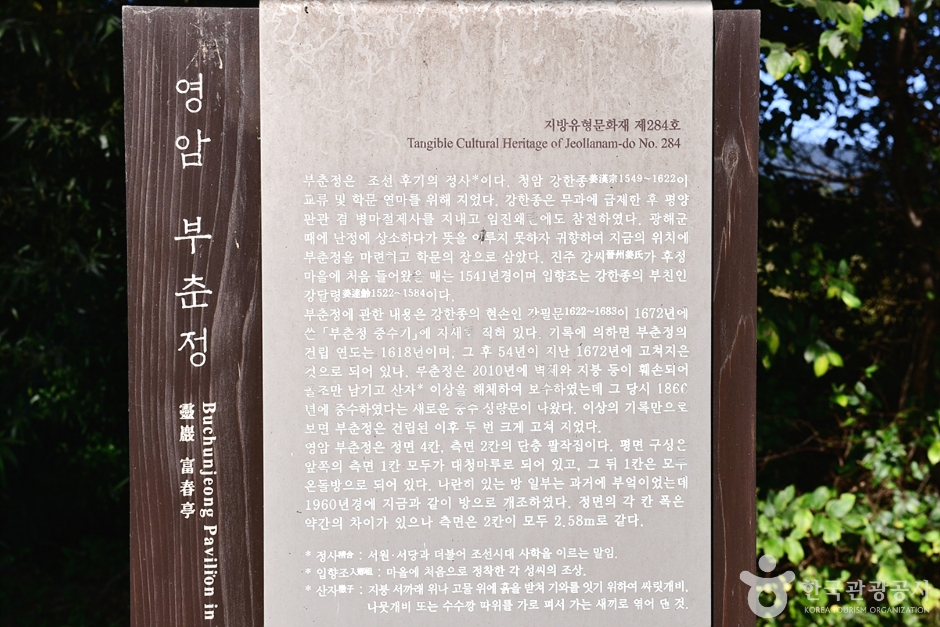 영암 부춘정
靈巖 富春亭
Buchunjeong Pavilion in
지방유형문화재 제284호
Tangible Cultural Heritage of Jeollanam-do No. 284
부춘정은 조선 후기의 정사*이다. 청암 강한종姜漢宗1549~1622이
교류 및 학문 연마를 위해 지었다. 강한종은 무과에 급제한 후 평양
판관 겸 병마절제사를 지내고 참전하였다. 광해군
때에 난정에 상소하다가 뜻을 이루지 못하자 귀향하여 지금의 위치에
부춘정을 학문의 장으로 삼았다. 진주 강씨晉州姜氏가 후정
마을에 처음 들어왔던 때는 1541년경이며 입향조는 강한종의 부친인
강달령姜達齡1522~1584이다.
부춘정에 관한 내용은 강한종의 현손인 강필문1622~1683이 1672년에
쓴 「부춘정 중수기」에 적혀 있다. 기록에 의하면 부춘정의
건립 연도는 1618년이며, 그 후 54년이 지난 1672년에 고쳐지은
것으로 되어 있다. 부춘정은 2010년에 벽체와 지붕 등이 훼손되어
남기고 산자* 이상을 해체하여 보수하였는데 그 당시 1866
년에 중수하였다는 새로운 중수 상량문이 나왔다. 이상의 기록만으로
보면 부춘정은 건립된 이후 두 번 크게 고쳐 지었다.
영암 부춘정은 정면 4칸, 측면 2칸의 단층 팔작집이다. 평면 구성은
앞쪽의 측면 1칸 모두가 대청마루로 되어 있고, 그 뒤 1칸은 모두
온돌방으로 되어 있다. 나란히 있는 방 일부는 과거에 부엌이었는데
1960년경에 지금과 같이 방으로 개조하였다. 정면의 각 칸 폭은
약간의 차이가 있으나 측면은 2칸이 모두 2.58m로 같다.
* 정사精舍 : 서원·서당과 더불어 조선시대 사학을 이르는 말임.
* 입향조入鄕祖 : 마을에 처음으로 정착한 각 성씨의 조상.
* 산자橵子 : 지붕 서까래 위나 고물 위에 흙을 받쳐 기와를 잇기 위하여 싸릿개비,
나뭇개비 또는 수수깡 따위를 가로 펴서 가는 새끼로 엮어 댄 것.
한국관광공사
KOREA TOURISM ORGANIZATION